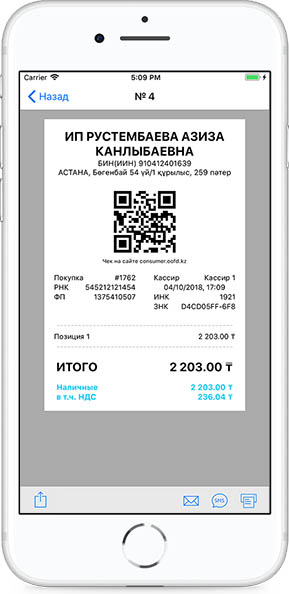 Carrier 5:09 PM
Назад № 4
ИП РУСТЕМБАЕВА АЗИЗА
КАНЛЫБАЕВНА
БИН(ИИН) 910412401639
АСТАНА, Бөгенбай 54 үй/1 құрылыс, 259 пәтер
Чек на сайте consumer.oofd.kz
Покупка #1762 Кассир Кассир 1
РНК 545212121454 04/10/2018, 17:09
ФП 1375410507 ИНК 1921
ЗНК D4CD05FF-6F8
Позиция 1 2 203.00 ₸
ИТОГО 2 203.00 ₸
Наличные 2 203.00 ₸
в т.ч. НДС 236.04 ₸
SMS